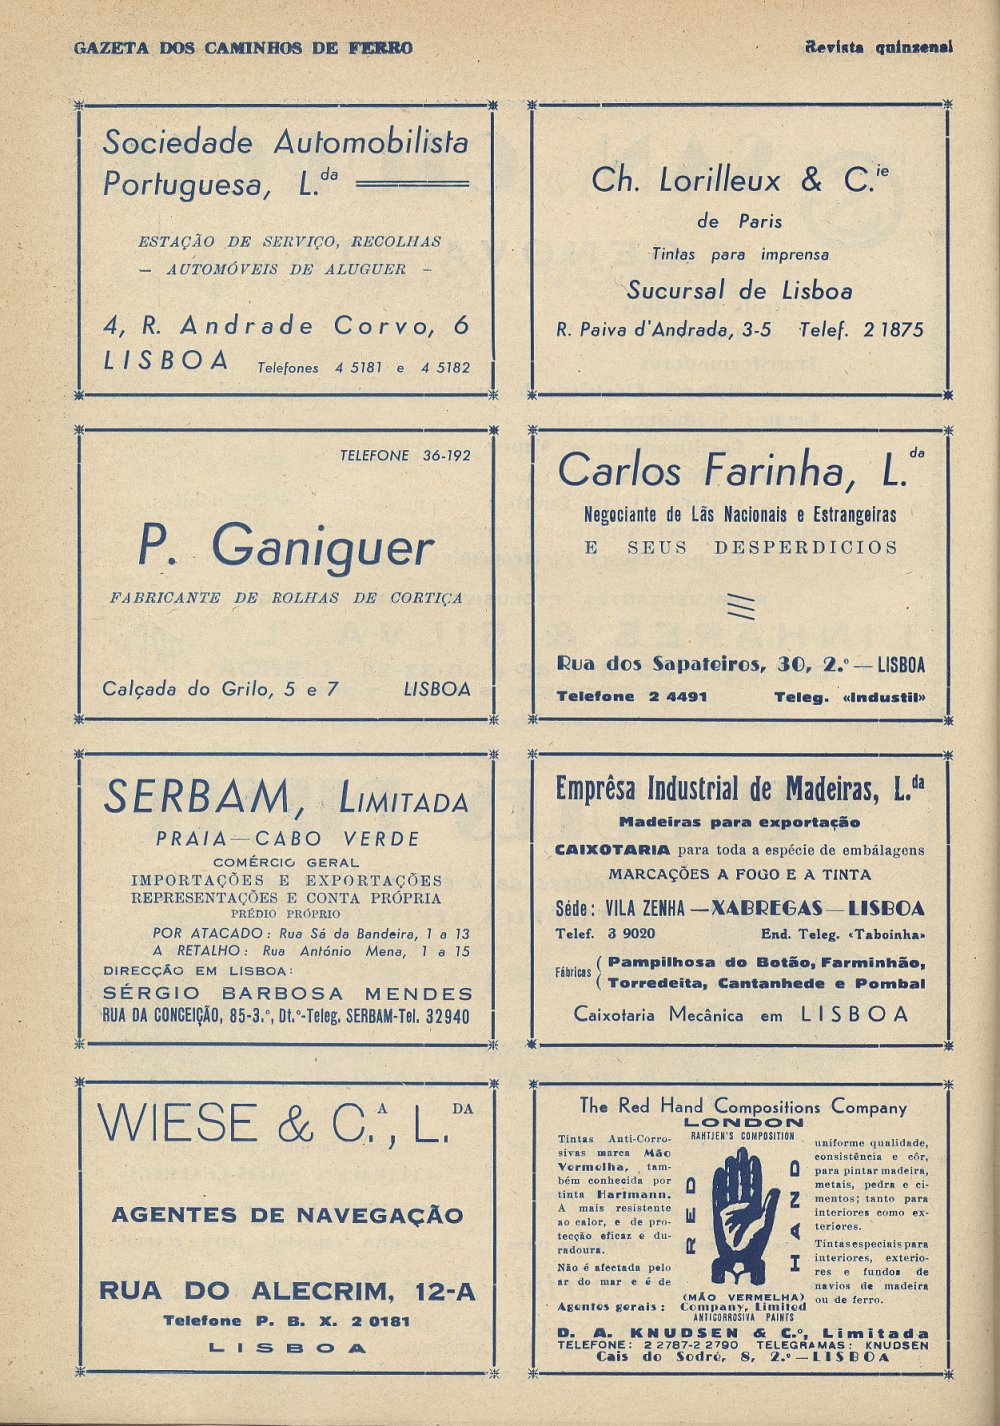 GAZETA DOS CAMINHOS DE FERRO
Revista quinzenal
Sociedade Automobilista
Portuguesa, L.da
ESTAÇÃO DE SERVIÇO, RECOLHAS
— AUTOMÓVEIS DE ALUGUER —
4, R. Andrade Corvo, 6
LISBOA Telefones 4 5181 e 4 5182
Ch. Lorilleux & C.ie
de Paris
Tintas para imprensa
Sucursal de Lisboa
R. Paiva d'Andrada, 3-5 Telef. 2 1875
TELEFONE 36-192
P. Ganiguer
FABRICANTE DE ROLHAS DE CORTIÇA
Calçada do Grilo, 5 e 7 LISBOA
Carlos Farinha, L.da
Negociante de Lãs Nacionais e Estrangeiras
E SEUS DESPERDICIOS
Rua dos Sapateiros, 30, 2.º — LISBOA
Telefone 2 4491 Teleg. «Industil»
SERBAM, LIMITADA
PRAIA — CABO VERDE
COMÉRCIO GERAL
IMPORTAÇÕES E EXPORTAÇÕES
REPRESENTAÇÕES E CONTA PRÓPRIA
PRÉDIO PRÓPRIO
POR ATACADO: Rua Sá da Bandeira, 1 a 13
A RETALHO: Rua António Mena, 1 a 15
DIRECÇÃO EM LISBOA:
SÉRGIO BARBOSA MENDES
RUA DA CONCEIÇÃO, 85-3.º, Dt.º-Teleg. SERBAM-Tel. 32940
Emprêsa Industrial de Madeiras, L.da
Madeiras para exportação
CAIXOTARIA para toda a espécie de embálagens
MARCAÇÕES A FOGO E A TINTA
Séde: VILA ZENHA — XABREGAS — LISBOA
Telef. 3 9020 End. Teleg. «Taboinha»
Fábricas ( Pampilhosa do Botão, Farminhão,
( Torredeita, Cantanhede e Pombal
Caixotaria Mecânica em LISBOA
WIESE & C.A, L.DA
AGENTES DE NAVEGAÇÃO
RUA DO ALECRIM, 12-A
Telefone P. B. X. 2 0181
LISBOA
The Red Hand Compositions Company
LONDON
RAHTJEN'S COMPOSITION
Tintas Anti-Corro-
sivas marca Mão
Vermelha, tam-
bém conhecida por
tinta Hartmann.
A mais resistente
ao calor, e de pro-
tecção eficaz e du-
radoura.
Não é afectada pelo
ar do mar e é de
RED HAND
uniforme qualidade,
consistência e côr,
para pintar madeira,
metais, pedra e ci-
mentos; tanto para
interiores como ex-
teriores.
Tintas especiais para
interiores, exterio-
res e fundos de
navios de madeira
ou de ferro.
(MÃO VERMELHA)
Agentes gerais: Company, Limited
ANTICORROSIVA PAINTS
D. A. KNUDSEN & C.º, Limitada
TELEFONE: 2 2787-2 2790 TELEGRAMAS: KNUDSEN
Cais do Sodré, 8, 2.º — LISBOA